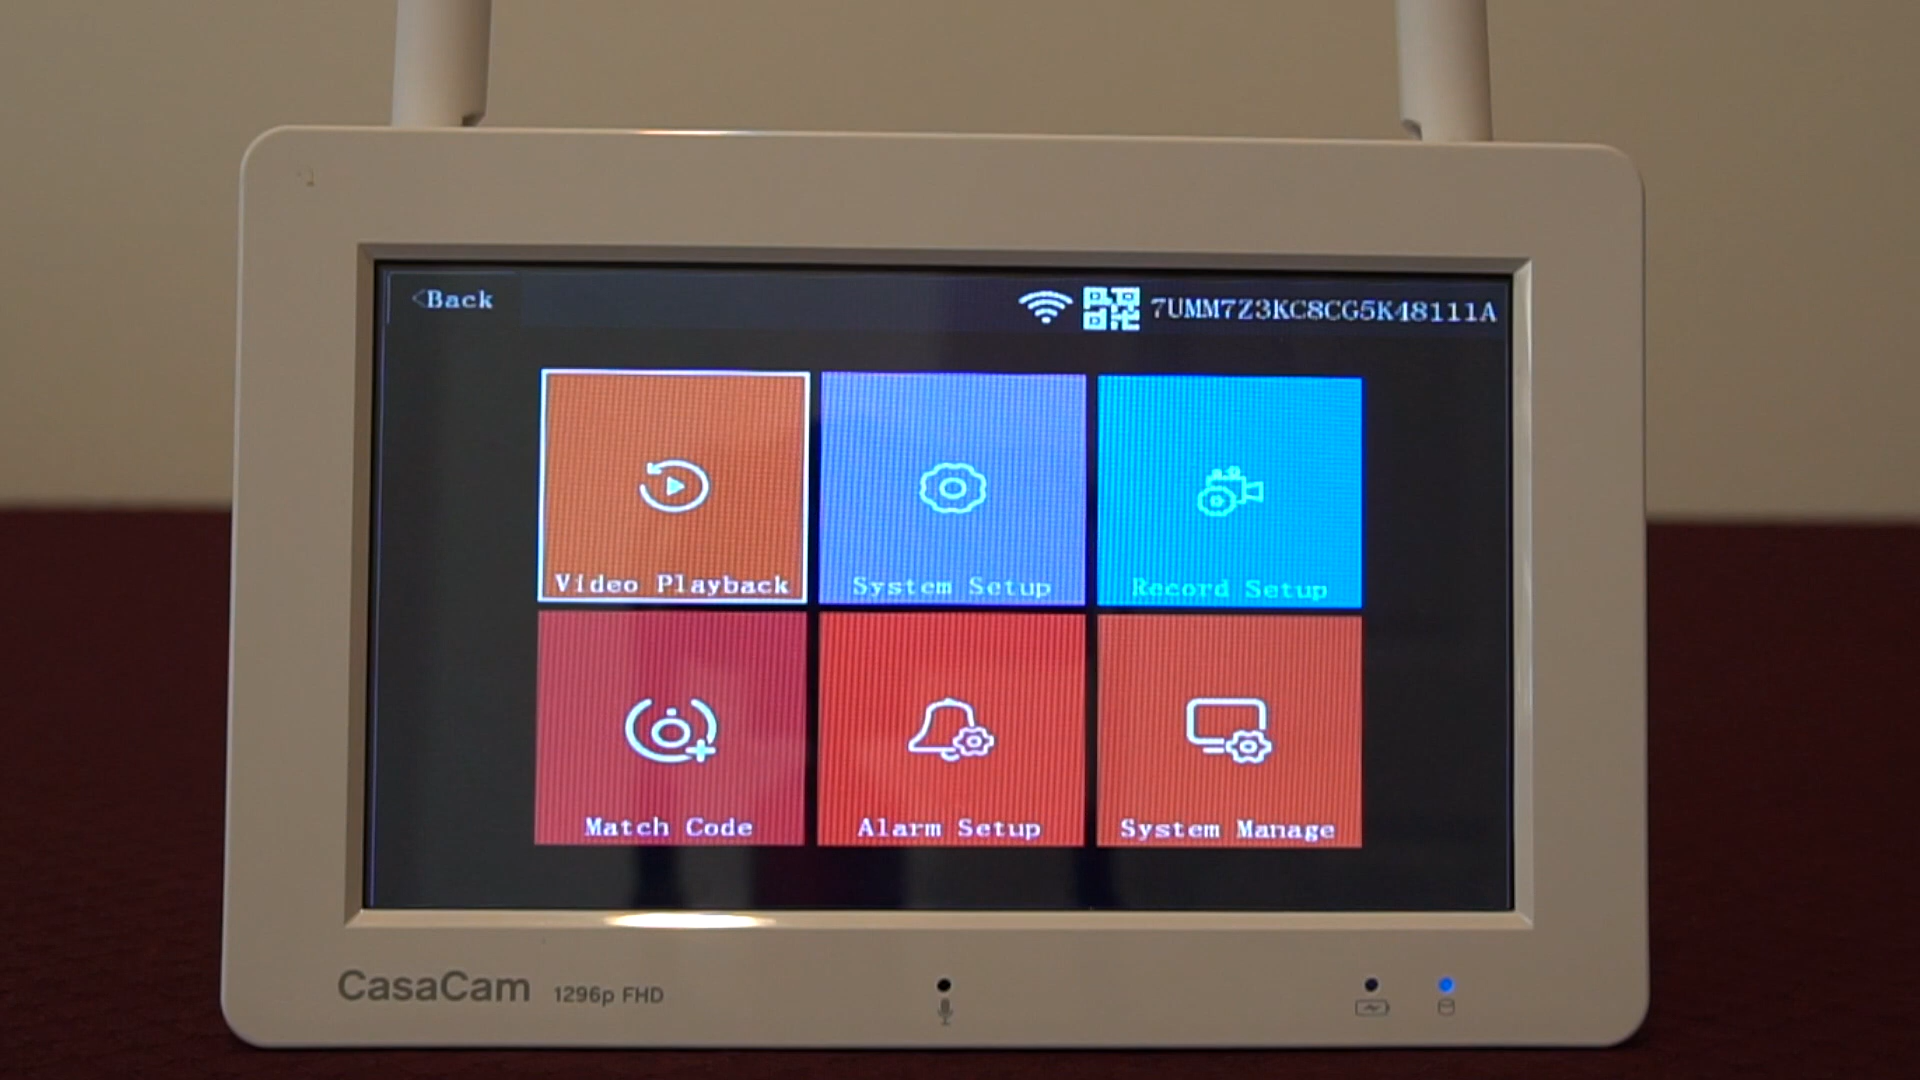 <Back
7UMM7Z3KC8CG5K48111A
Video Playback
System Setup
Record Setup
Match Code
Alarm Setup
System Manage
CasaCam 1296p FHD